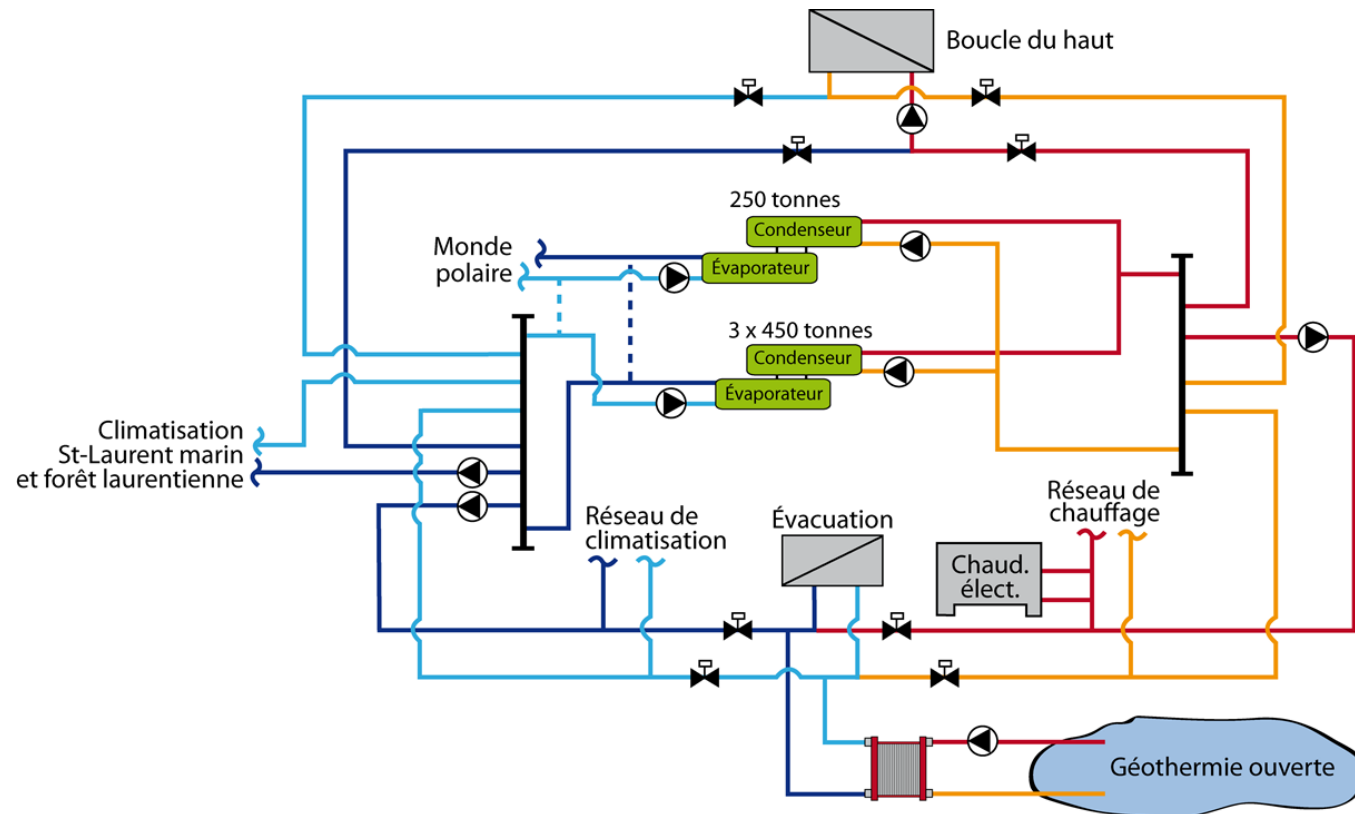 Boucle du haut
250 tonnes
Condenseur
Évaporateur
Monde
polaire
3 x 450 tonnes
Condenseur
Évaporateur
Climatisation
St-Laurent marin
et forêt laurentienne
Réseau de
climatisation
Évacuation
Chaud.
élect.
Réseau de
chauffage
Géothermie ouverte